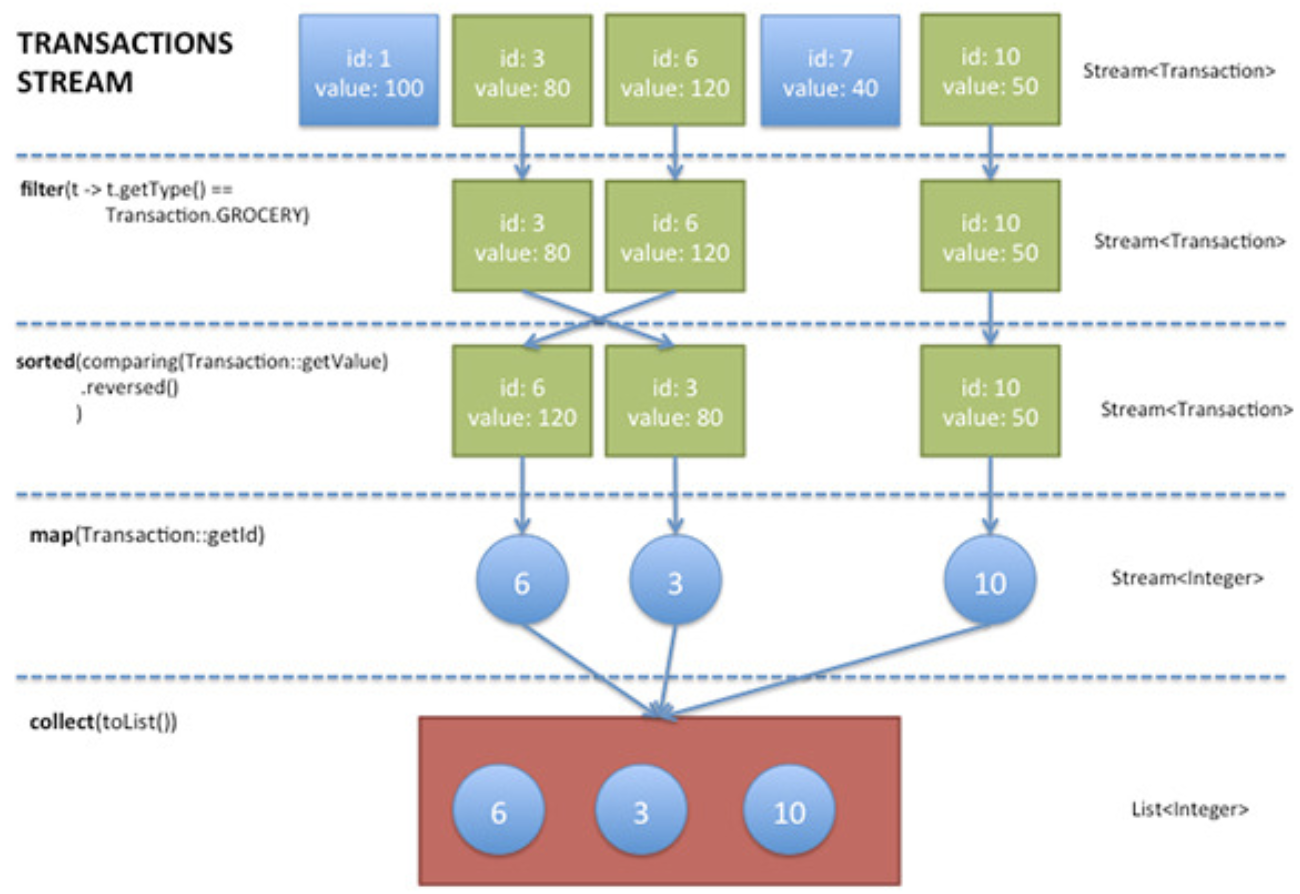 TRANSACTIONS
STREAM
id: 1
value: 100
id: 3
value: 80
id: 6
value: 120
id: 7
value: 40
id: 10
value: 50
Stream<Transaction>
filter(t -> t.getType() ==
Transaction.GROCERY)
id: 3
value: 80
id: 6
value: 120
id: 10
value: 50
Stream<Transaction>
sorted(comparing(Transaction::getValue)
.reversed()
)
id: 6
value: 120
id: 3
value: 80
id: 10
value: 50
Stream<Transaction>
map(Transaction::getId)
6
3
10
Stream<Integer>
collect(toList())
6
3
10
List<Integer>